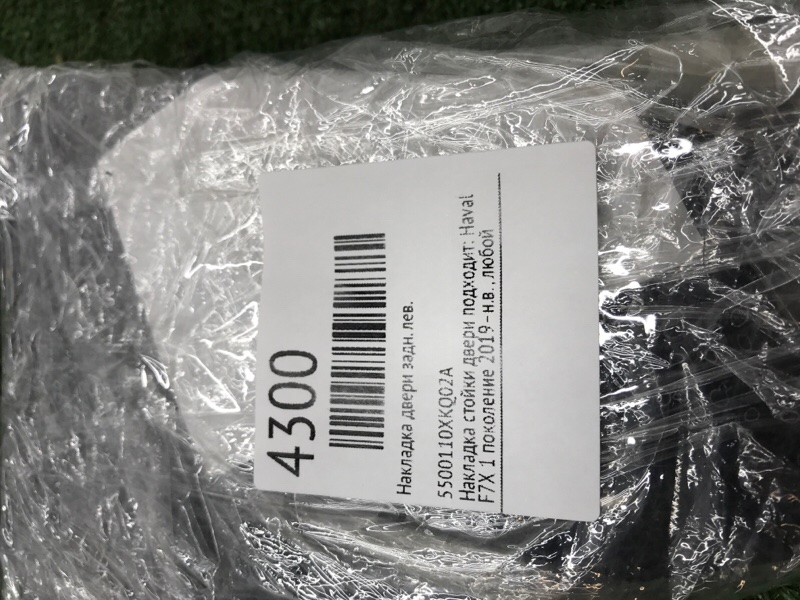 4300
Накладка двери задн. лев.
5500110XKQ02A
Накладка стойки двери подходит: Haval
F7X 1 поколение 2019-н.в., любой